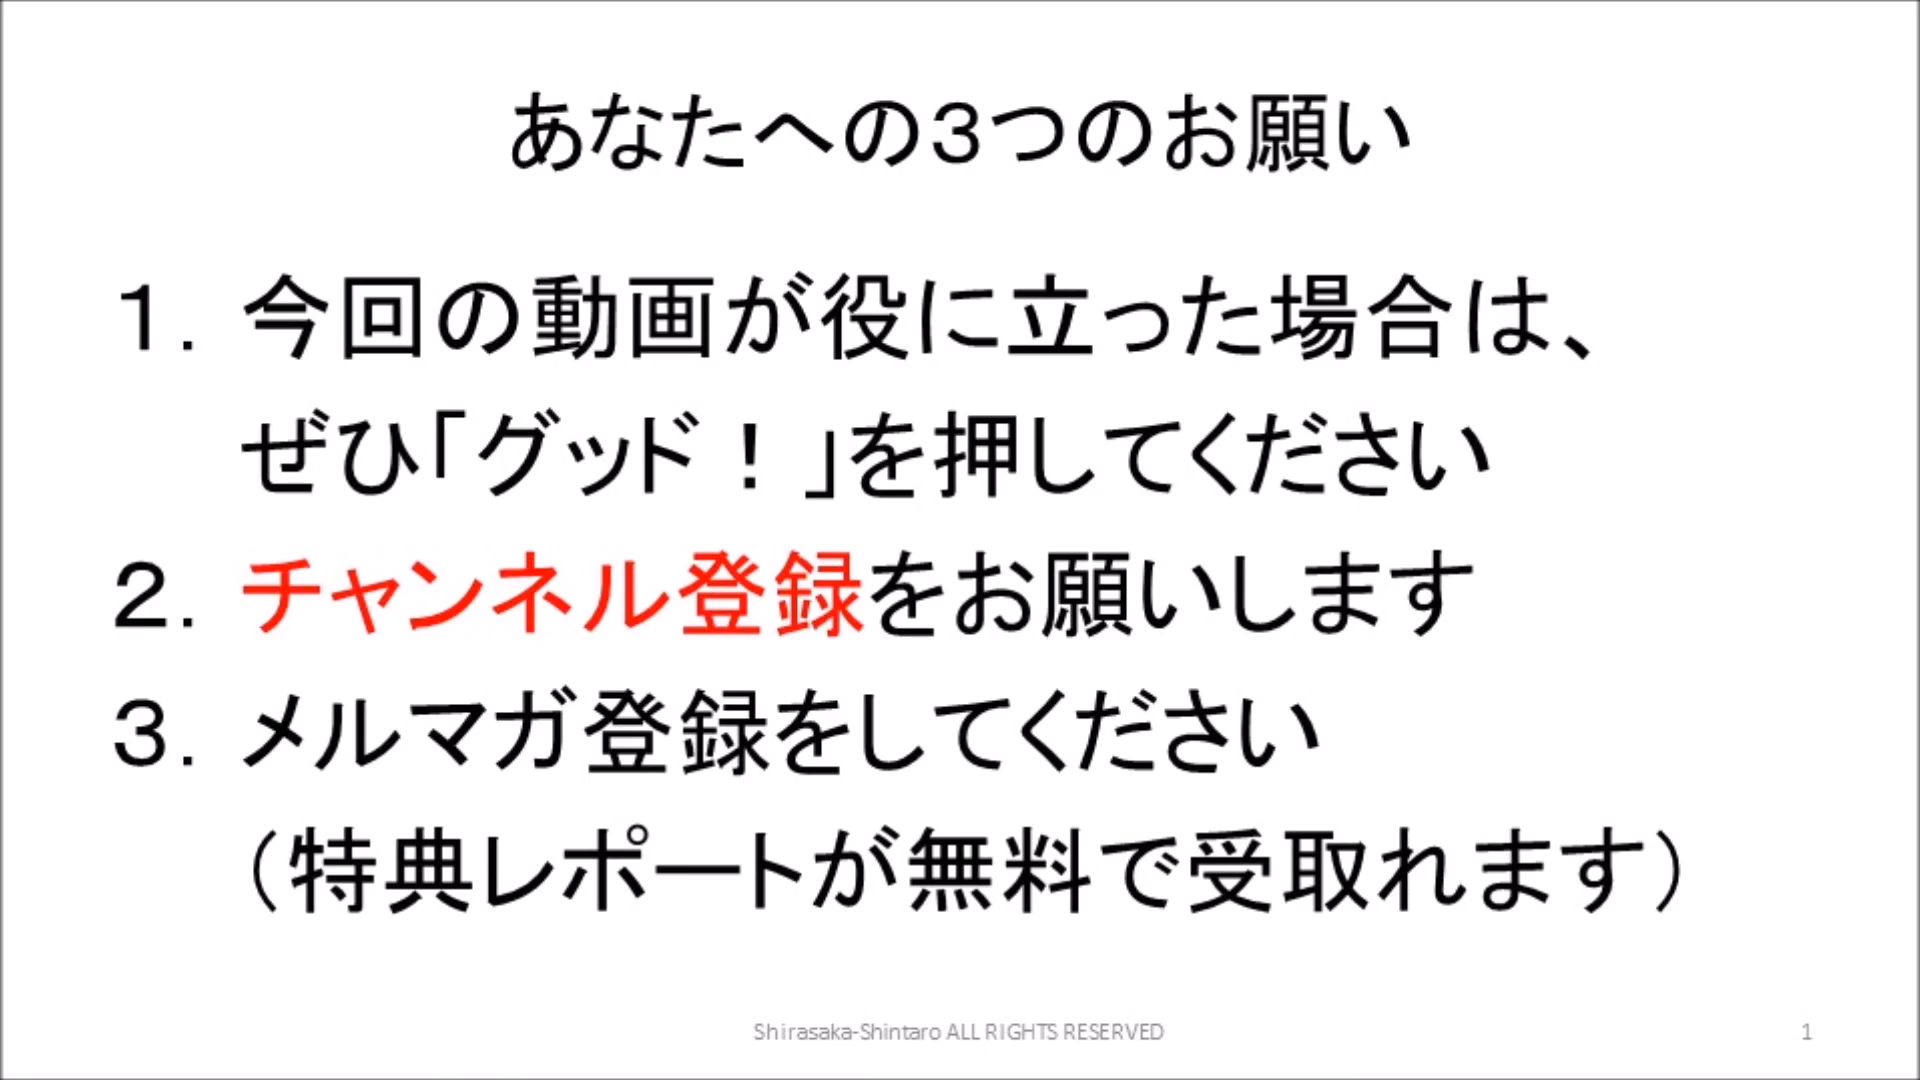 あなたへの３つのお願い
１．今回の動画が役に立った場合は、
ぜひ「グッド！」を押してください
２．チャンネル登録をお願いします
３．メルマガ登録をしてください
（特典レポートが無料で受取れます）
Shirasaka-Shintaro ALL RIGHTS RESERVED
1